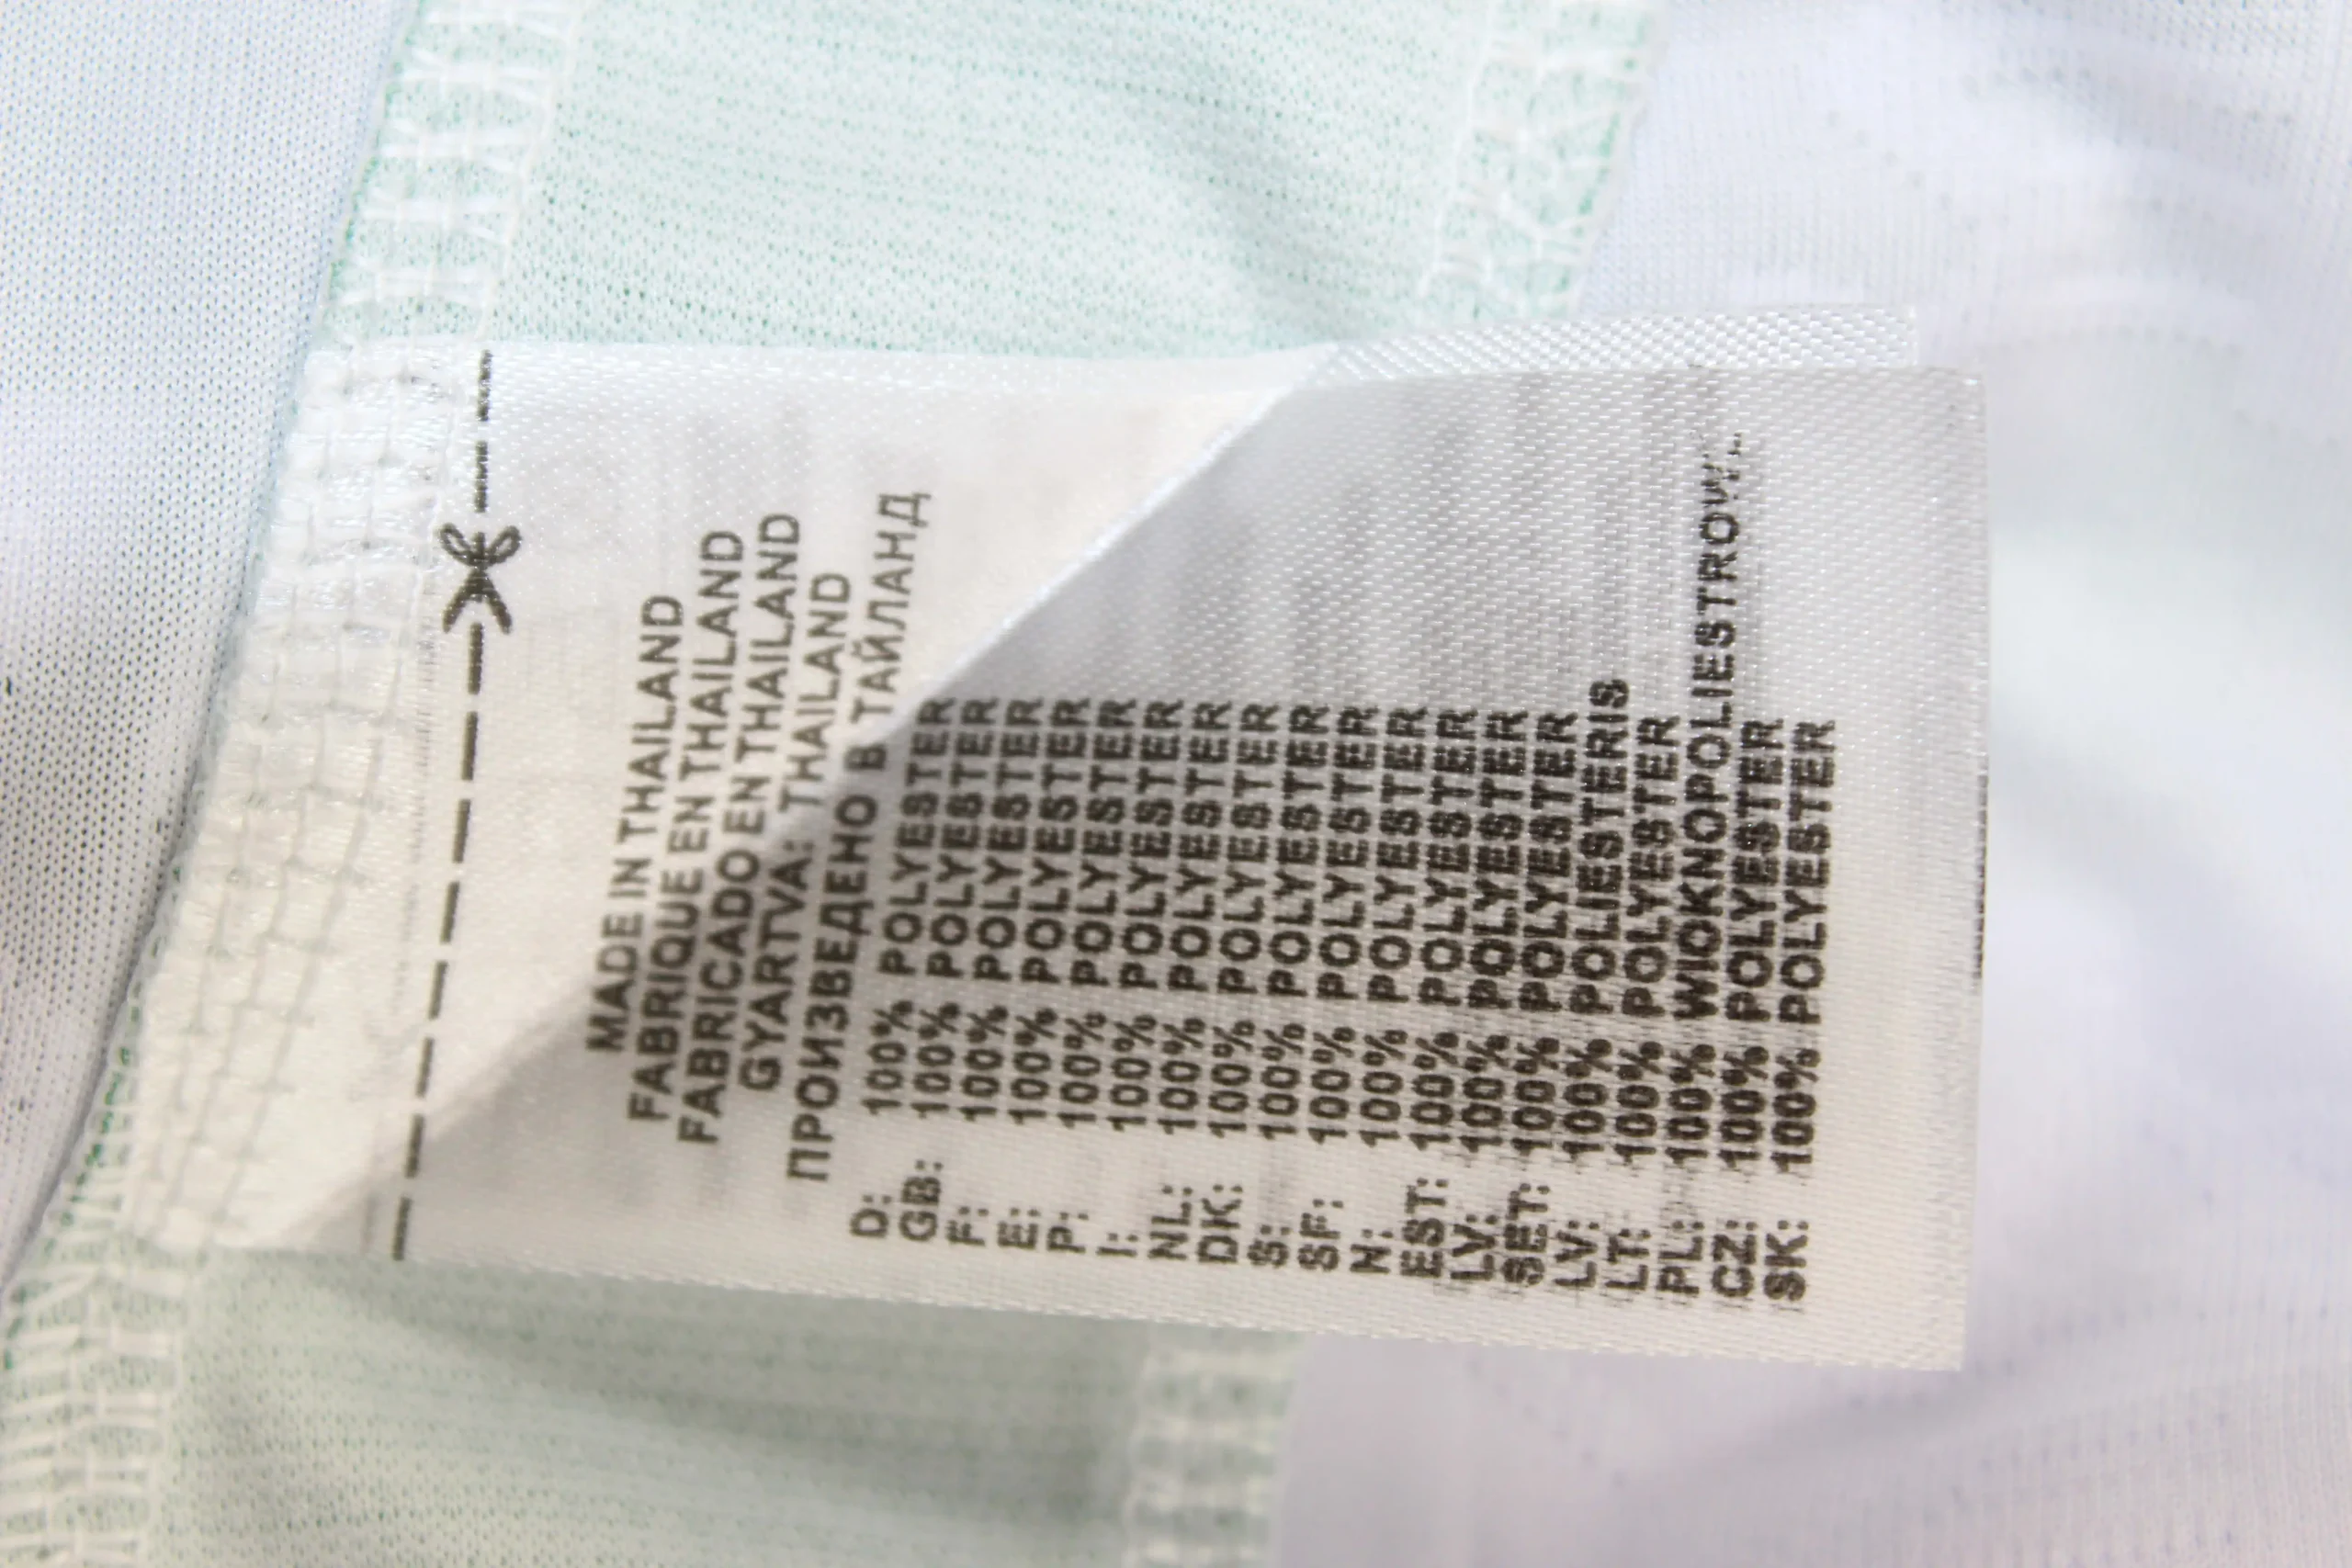 MADE IN THAILAND
FABRIQUE EN THAILAND
FABRICADO EN THAILAND
GYARTVA: THAILAND
ПРОИЗВЕДЕНО В ТАЙЛАНД
D: 100% POLYESTER
GB: 100% POLYESTER
F: 100% POLYESTER
E: 100% POLYESTER
P: 100% POLYESTER
I: 100% POLYESTER
NL: 100% POLYESTER
DK: 100% POLYESTER
S: 100% POLYESTER
SF: 100% POLYESTER
N: 100% POLYESTER
EST: 100% POLYESTER
LV: 100% POLYESTER
SET: 100% POLYESTER
LV: 100% POLIESTERIS
LT: 100% POLYESTER
PL: 100% WIOKNOPOLIESTROW..
CZ: 100% POLYESTER
SK: 100% POLYESTER